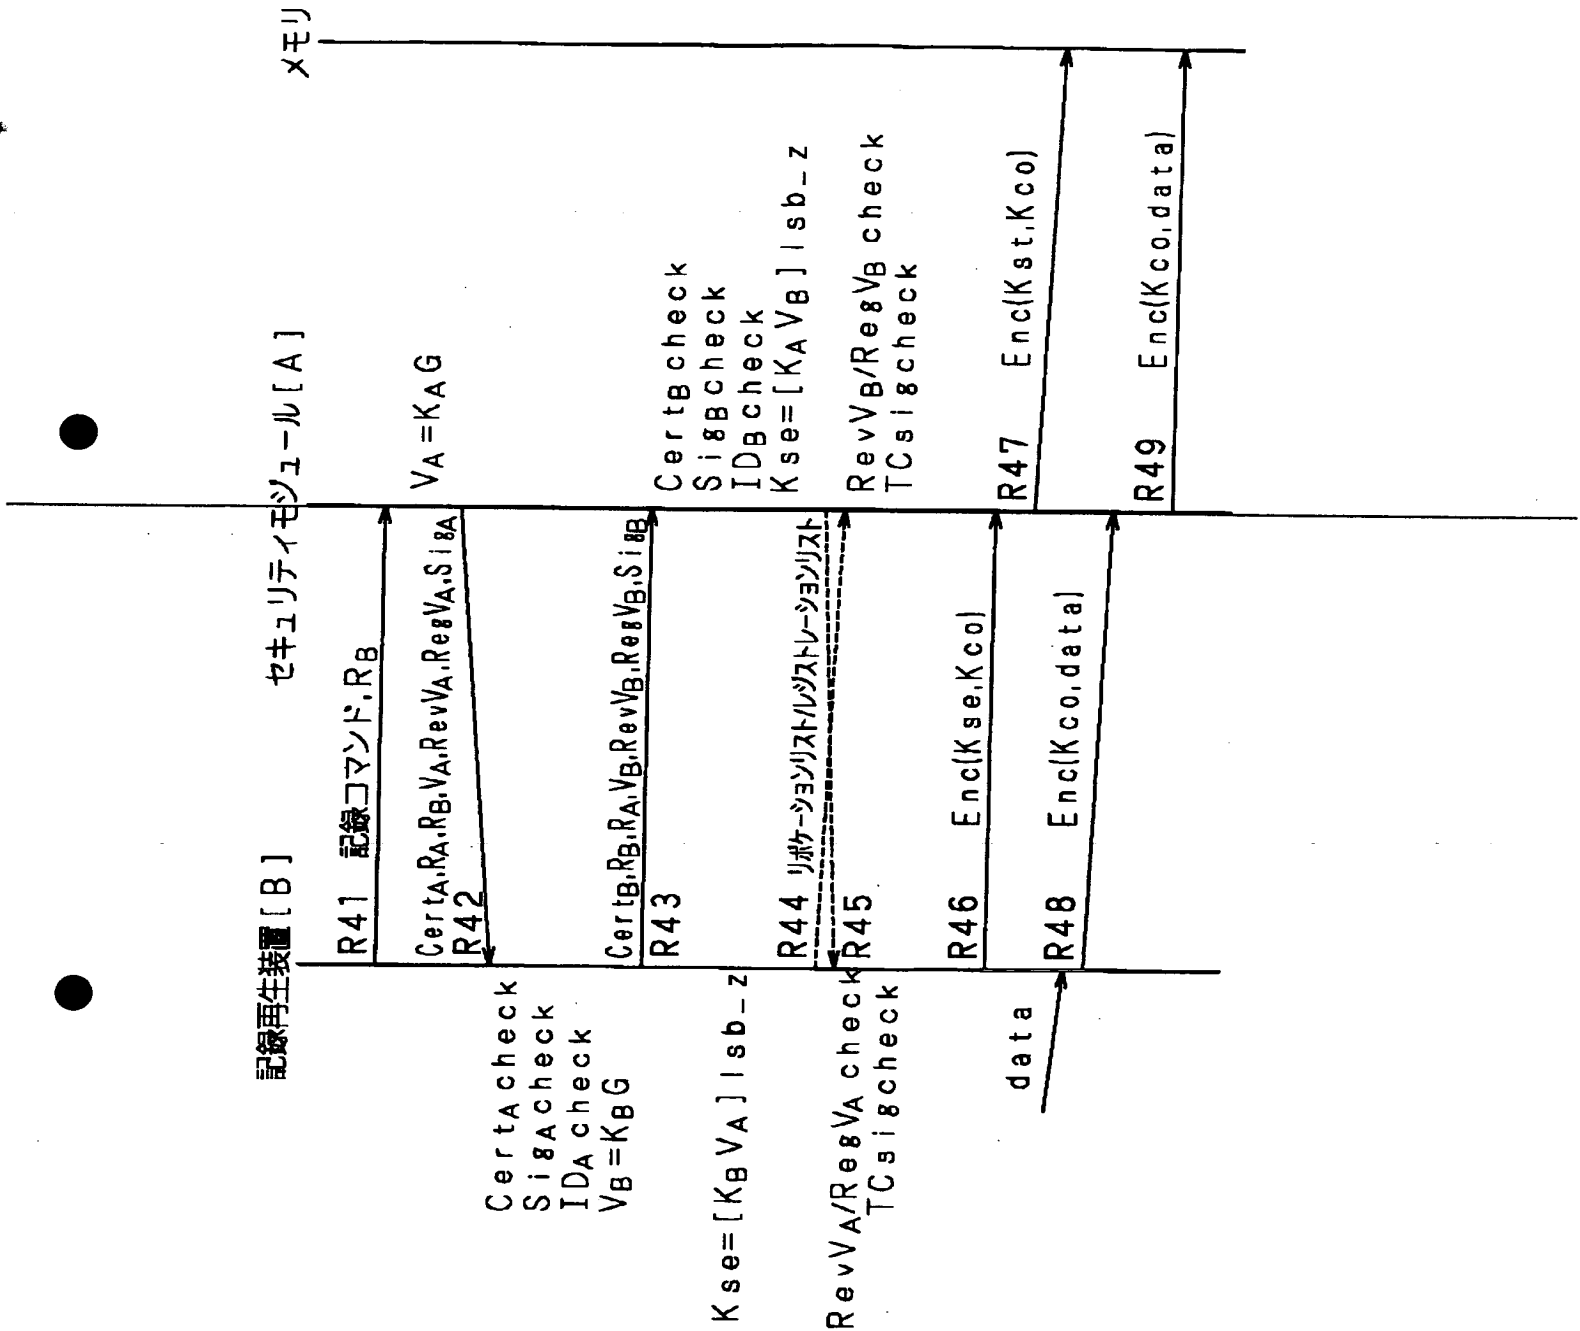 記録再生装置[B]
セキュリティモジュール[A]
メモリ
R41 記録コマンド,RB
VA=KAG
CertA,RA,RB,VA,RevVA,RegVA,SigA
R42
CertAcheck
SigAcheck
IDAcheck
VB=KBG
CertB,RB,RA,VB,RevVB,RegVB,SigB
R43
CertBcheck
SigBcheck
IDBcheck
Kse=[KAVB]lsb_z
Kse=[KBVA]lsb_z
R44 リボケーションリスト/レジストレーションリスト
R45
RevVB/RegVB check
TCsigcheck
RevVA/RegVA check
TCsigcheck
R46 Enc(Kse,Kco)
R47 Enc(Kst,Kco)
data
R48 Enc(Kco,data)
R49 Enc(Kco,data)